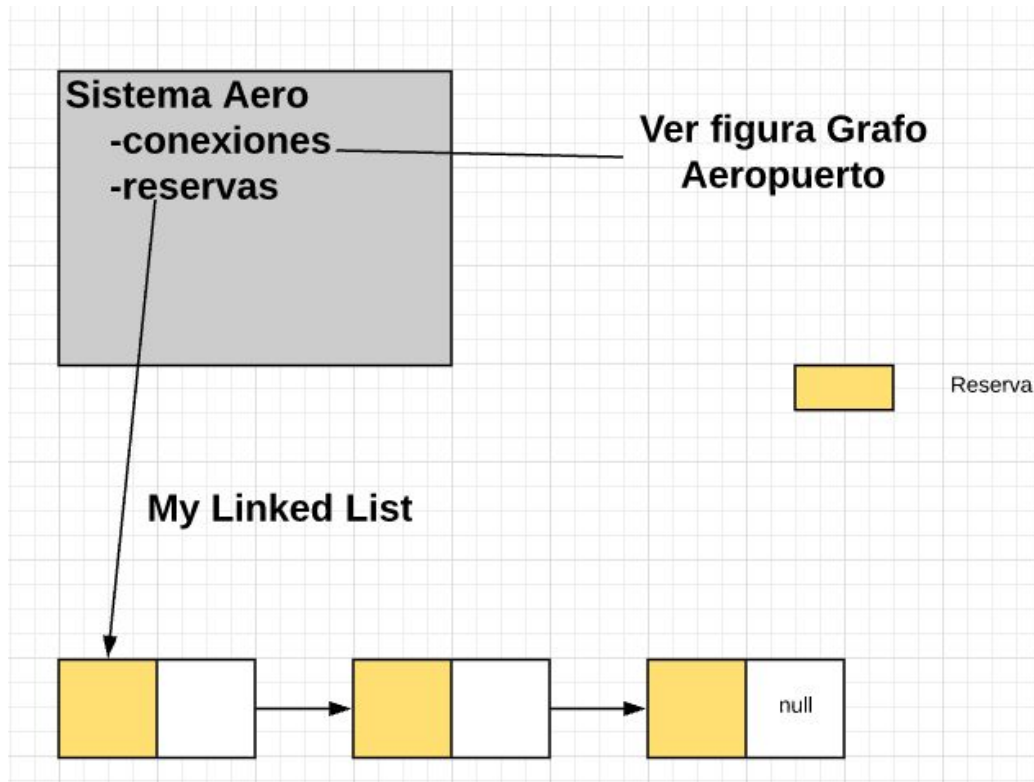 Sistema Aero
-conexiones
-reservas
Ver figura Grafo
Aeropuerto
Reserva
My Linked List
null